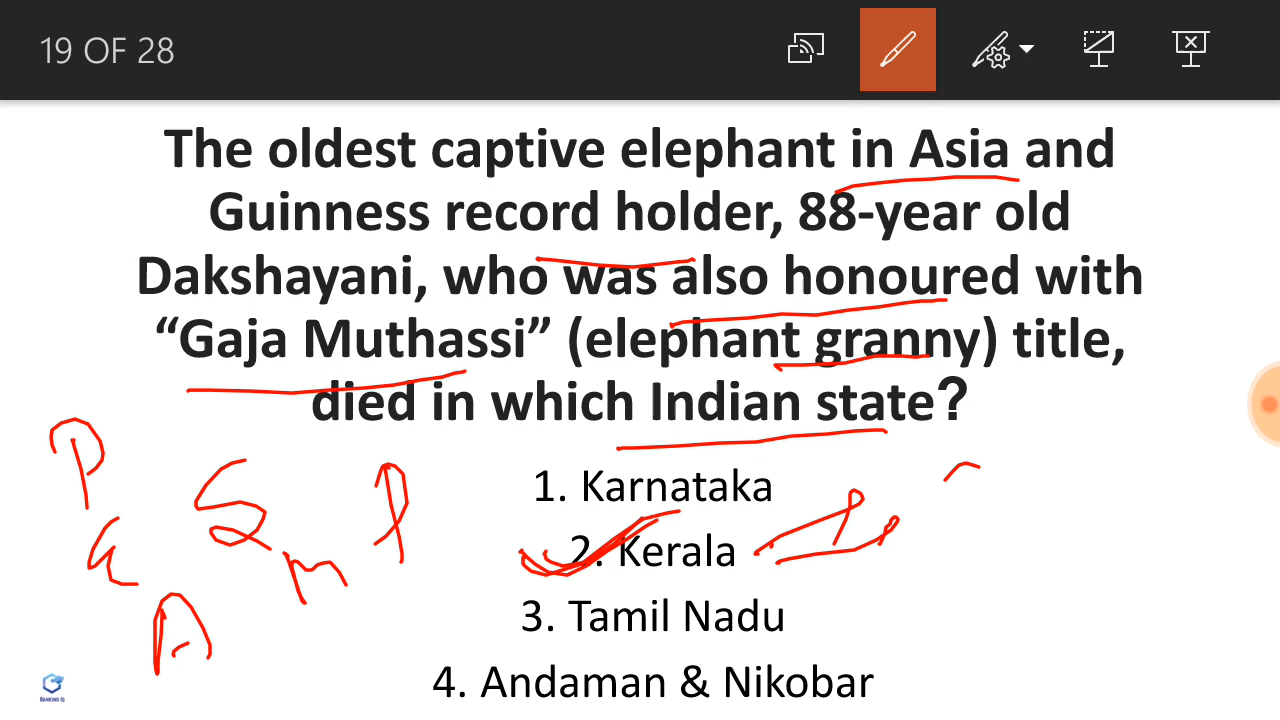 19 OF 28
The oldest captive elephant in Asia and
Guinness record holder, 88-year old
Dakshayani, who was also honoured with
“Gaja Muthassi” (elephant granny) title,
died in which Indian state?
1. Karnataka
2. Kerala
3. Tamil Nadu
4. Andaman & Nikobar
BANKING IQ